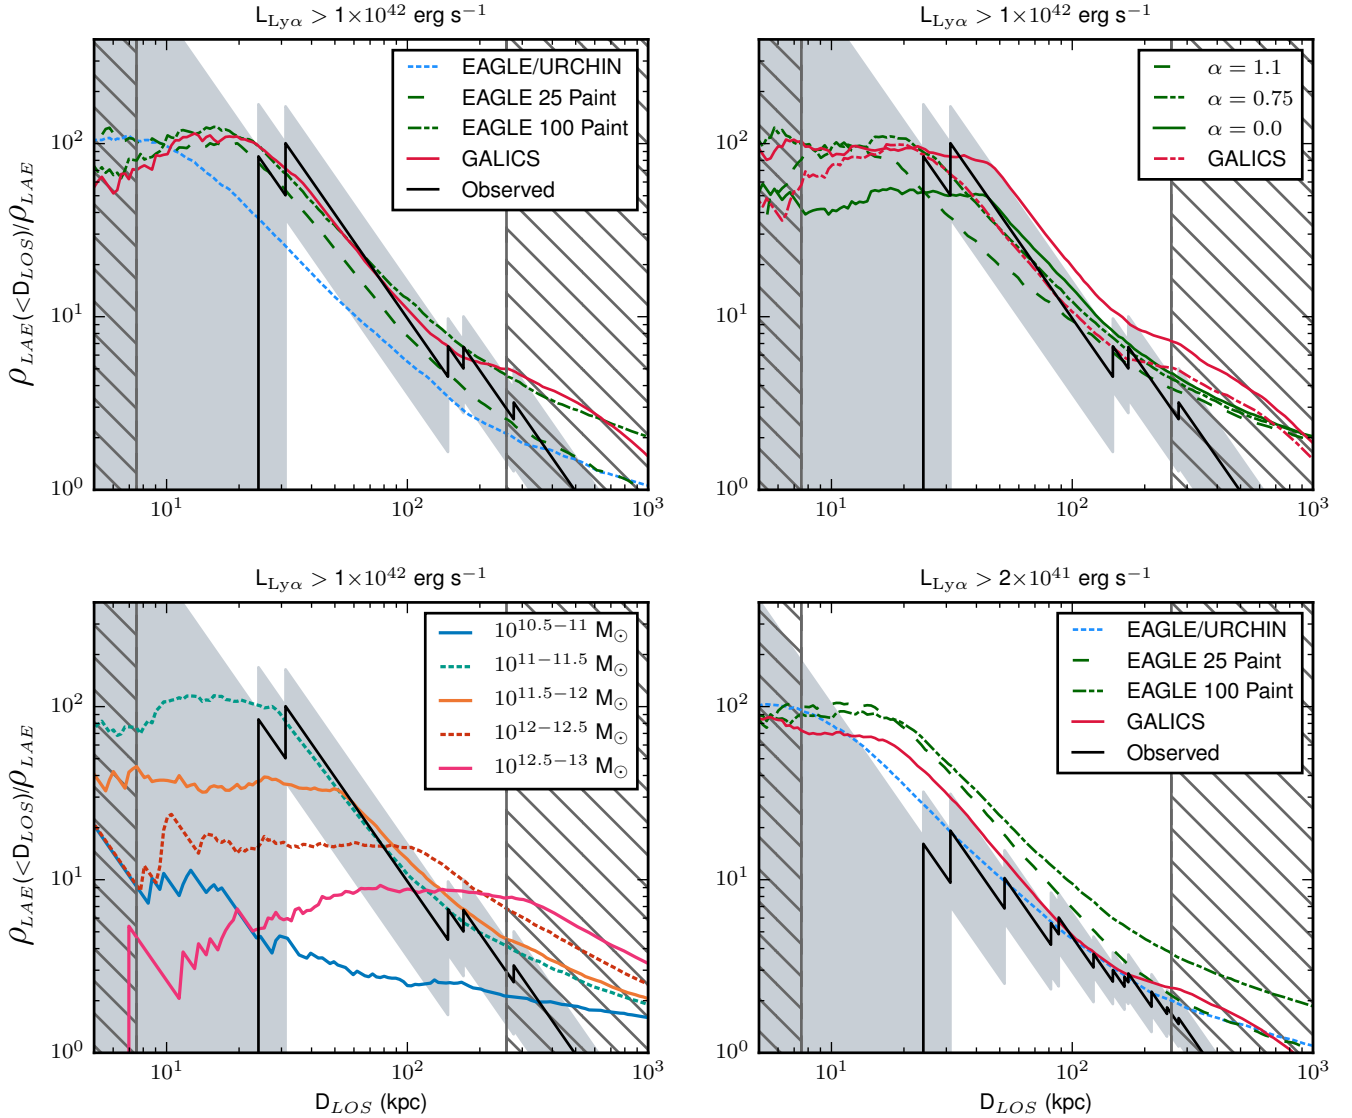 L_Lyα > 1×10^42 erg s^−1
ρ_LAE(<D_LOS)/ρ_LAE
10^2
10^1
10^0
10^1
10^2
10^3
EAGLE/URCHIN
EAGLE 25 Paint
EAGLE 100 Paint
GALICS
Observed
L_Lyα > 1×10^42 erg s^−1
10^2
10^1
10^0
10^1
10^2
10^3
α = 1.1
α = 0.75
α = 0.0
GALICS
L_Lyα > 1×10^42 erg s^−1
ρ_LAE(<D_LOS)/ρ_LAE
10^2
10^1
10^0
10^1
10^2
10^3
D_LOS (kpc)
10^10.5−11 M_⊙
10^11−11.5 M_⊙
10^11.5−12 M_⊙
10^12−12.5 M_⊙
10^12.5−13 M_⊙
L_Lyα > 2×10^41 erg s^−1
10^2
10^1
10^0
10^1
10^2
10^3
D_LOS (kpc)
EAGLE/URCHIN
EAGLE 25 Paint
EAGLE 100 Paint
GALICS
Observed